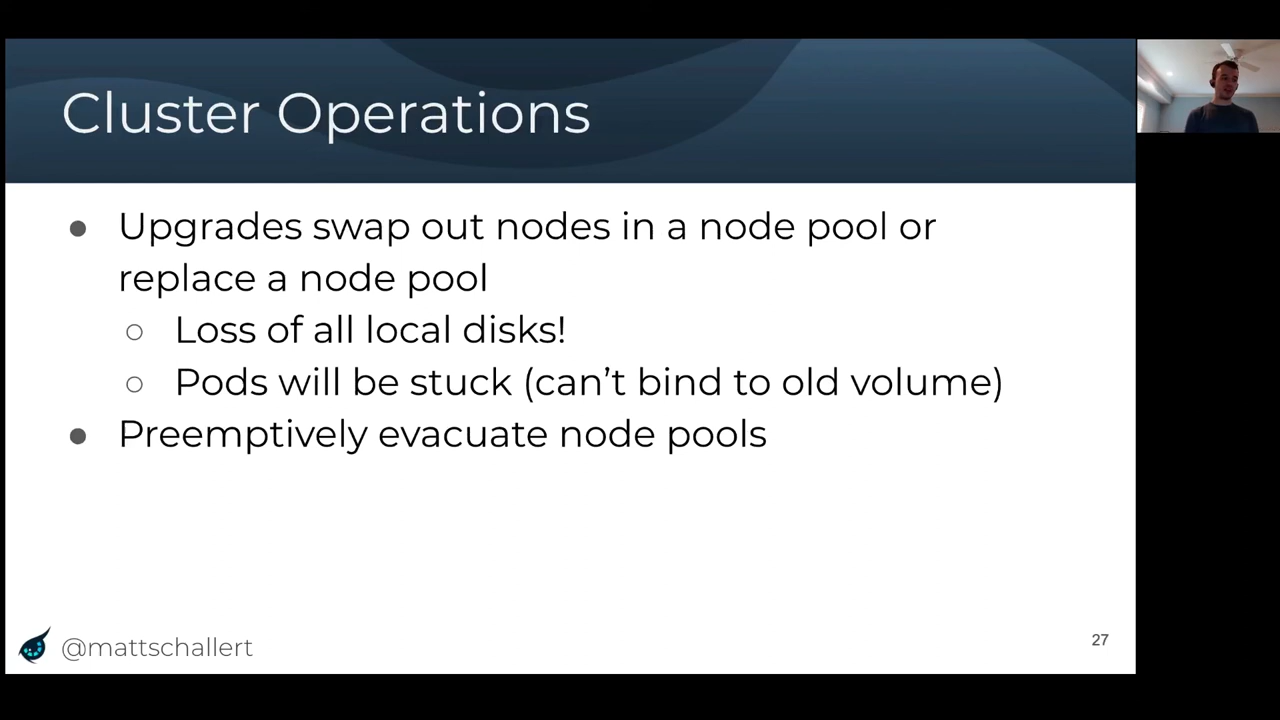 Cluster Operations
● Upgrades swap out nodes in a node pool or
replace a node pool
○ Loss of all local disks!
○ Pods will be stuck (can’t bind to old volume)
● Preemptively evacuate node pools
@mattschallert
27